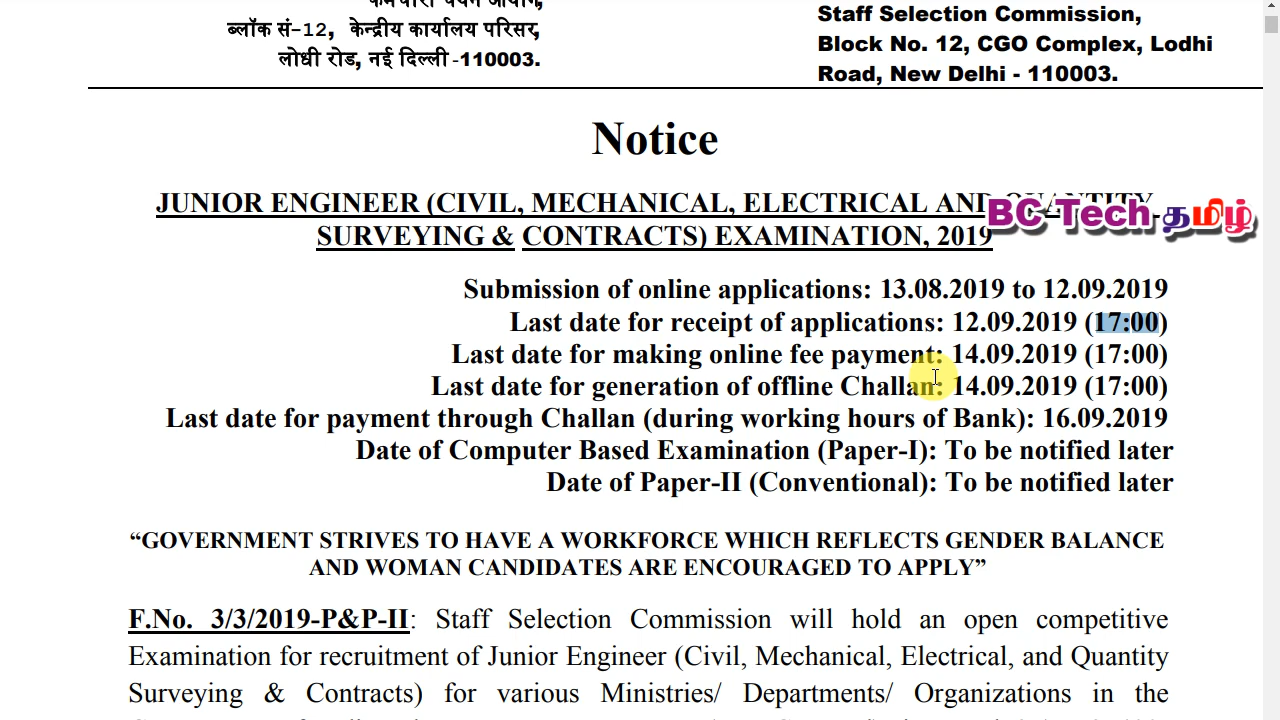 कर्मचारी चयन आयोग,
ब्लॉक सं-12, केन्द्रीय कार्यालय परिसर,
लोधी रोड, नई दिल्ली -110003.
Staff Selection Commission,
Block No. 12, CGO Complex, Lodhi
Road, New Delhi - 110003.
Notice
JUNIOR ENGINEER (CIVIL, MECHANICAL, ELECTRICAL AND QUANTITY
SURVEYING & CONTRACTS) EXAMINATION, 2019
BC Tech தமிழ்
Submission of online applications: 13.08.2019 to 12.09.2019
Last date for receipt of applications: 12.09.2019 (17:00)
Last date for making online fee payment: 14.09.2019 (17:00)
Last date for generation of offline Challan: 14.09.2019 (17:00)
Last date for payment through Challan (during working hours of Bank): 16.09.2019
Date of Computer Based Examination (Paper-I): To be notified later
Date of Paper-II (Conventional): To be notified later
“GOVERNMENT STRIVES TO HAVE A WORKFORCE WHICH REFLECTS GENDER BALANCE
AND WOMAN CANDIDATES ARE ENCOURAGED TO APPLY”
F.No. 3/3/2019-P&P-II: Staff Selection Commission will hold an open competitive
Examination for recruitment of Junior Engineer (Civil, Mechanical, Electrical, and Quantity
Surveying & Contracts) for various Ministries/ Departments/ Organizations in the